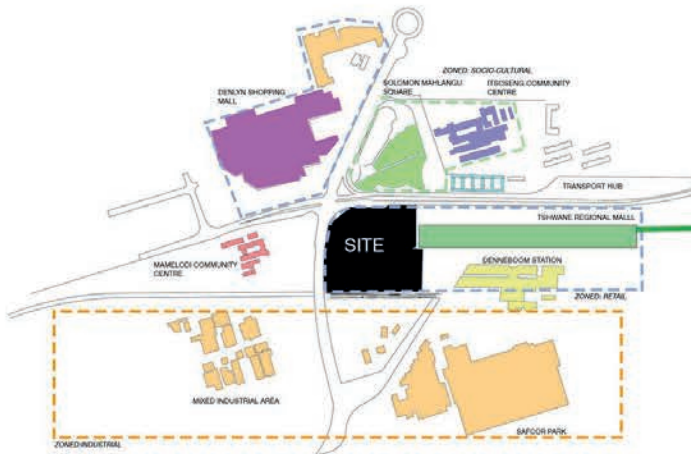 ZONED: SOCIO-CULTURAL
DENLYN SHOPPING
MALL
SOLOMON MAHLANGU
SQUARE
ITSOSENG COMMUNITY
CENTRE
TRANSPORT HUB
TSHWANE REGIONAL MALLL
SITE
MAMELODI COMMUNITY
CENTRE
DENNEBOOM STATION
ZONED: RETAIL
MIXED INDUSTRIAL AREA
SAFCOR PARK
ZONED:INDUSTRIAL